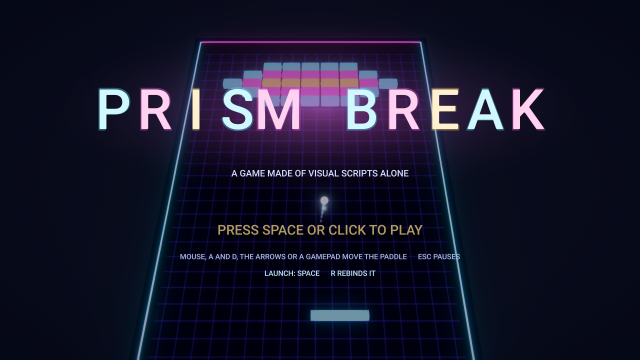 PRISM BREAK
A GAME MADE OF VISUAL SCRIPTS ALONE
PRESS SPACE OR CLICK TO PLAY
MOUSE, A AND D, THE ARROWS OR A GAMEPAD MOVE THE PADDLE ESC PAUSES
LAUNCH: SPACE R REBINDS IT